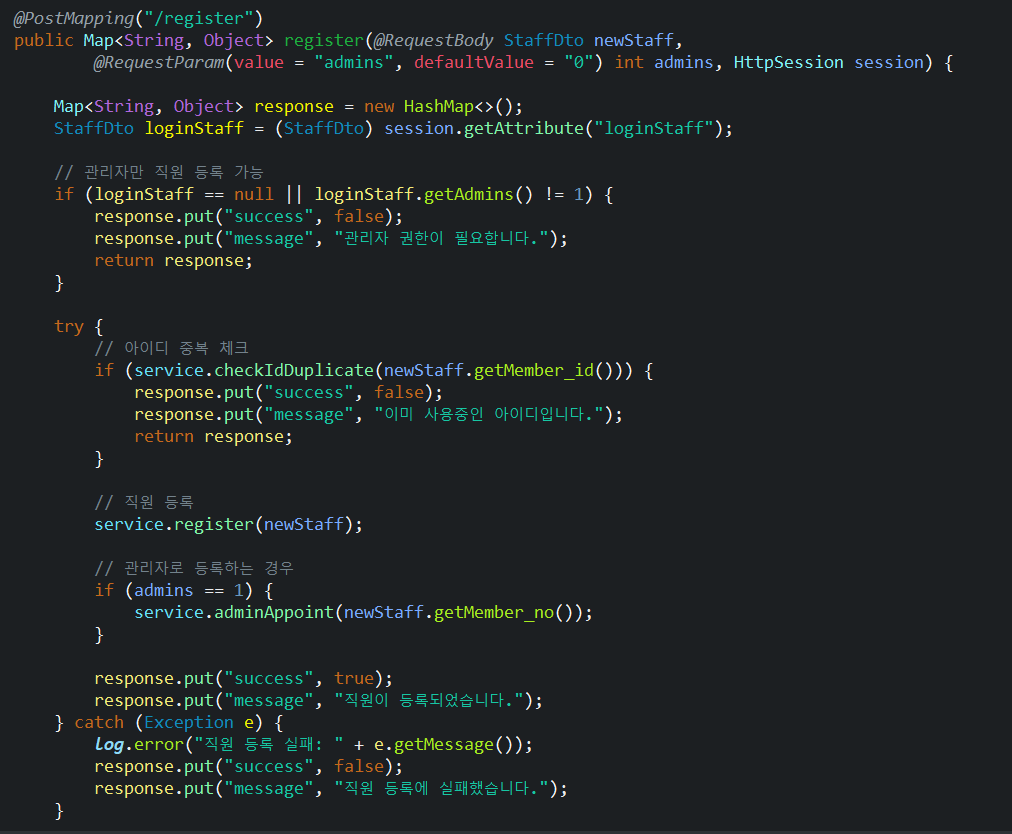 @PostMapping("/register")
public Map<String, Object> register(@RequestBody StaffDto newStaff,
        @RequestParam(value = "admins", defaultValue = "0") int admins, HttpSession session) {

    Map<String, Object> response = new HashMap<>();
    StaffDto loginStaff = (StaffDto) session.getAttribute("loginStaff");

    // 관리자만 직원 등록 가능
    if (loginStaff == null || loginStaff.getAdmins() != 1) {
        response.put("success", false);
        response.put("message", "관리자 권한이 필요합니다.");
        return response;
    }

    try {
        // 아이디 중복 체크
        if (service.checkIdDuplicate(newStaff.getMember_id())) {
            response.put("success", false);
            response.put("message", "이미 사용중인 아이디입니다.");
            return response;
        }

        // 직원 등록
        service.register(newStaff);

        // 관리자로 등록하는 경우
        if (admins == 1) {
            service.adminAppoint(newStaff.getMember_no());
        }

        response.put("success", true);
        response.put("message", "직원이 등록되었습니다.");
    } catch (Exception e) {
        log.error("직원 등록 실패: " + e.getMessage());
        response.put("success", false);
        response.put("message", "직원 등록에 실패했습니다.");
    }